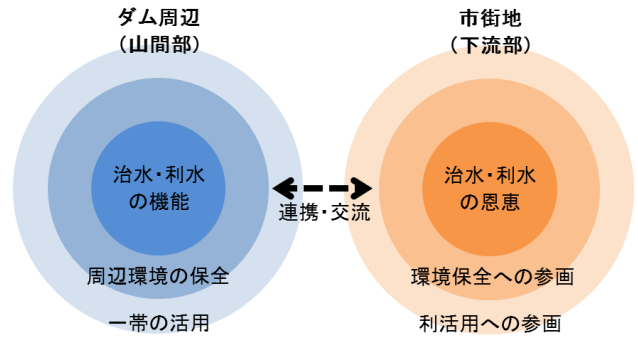 ダム周辺
（山間部）
市街地
（下流部）
治水・利水
の機能
周辺環境の保全
一帯の活用
連携・交流
治水・利水
の恩恵
環境保全への参画
利活用への参画